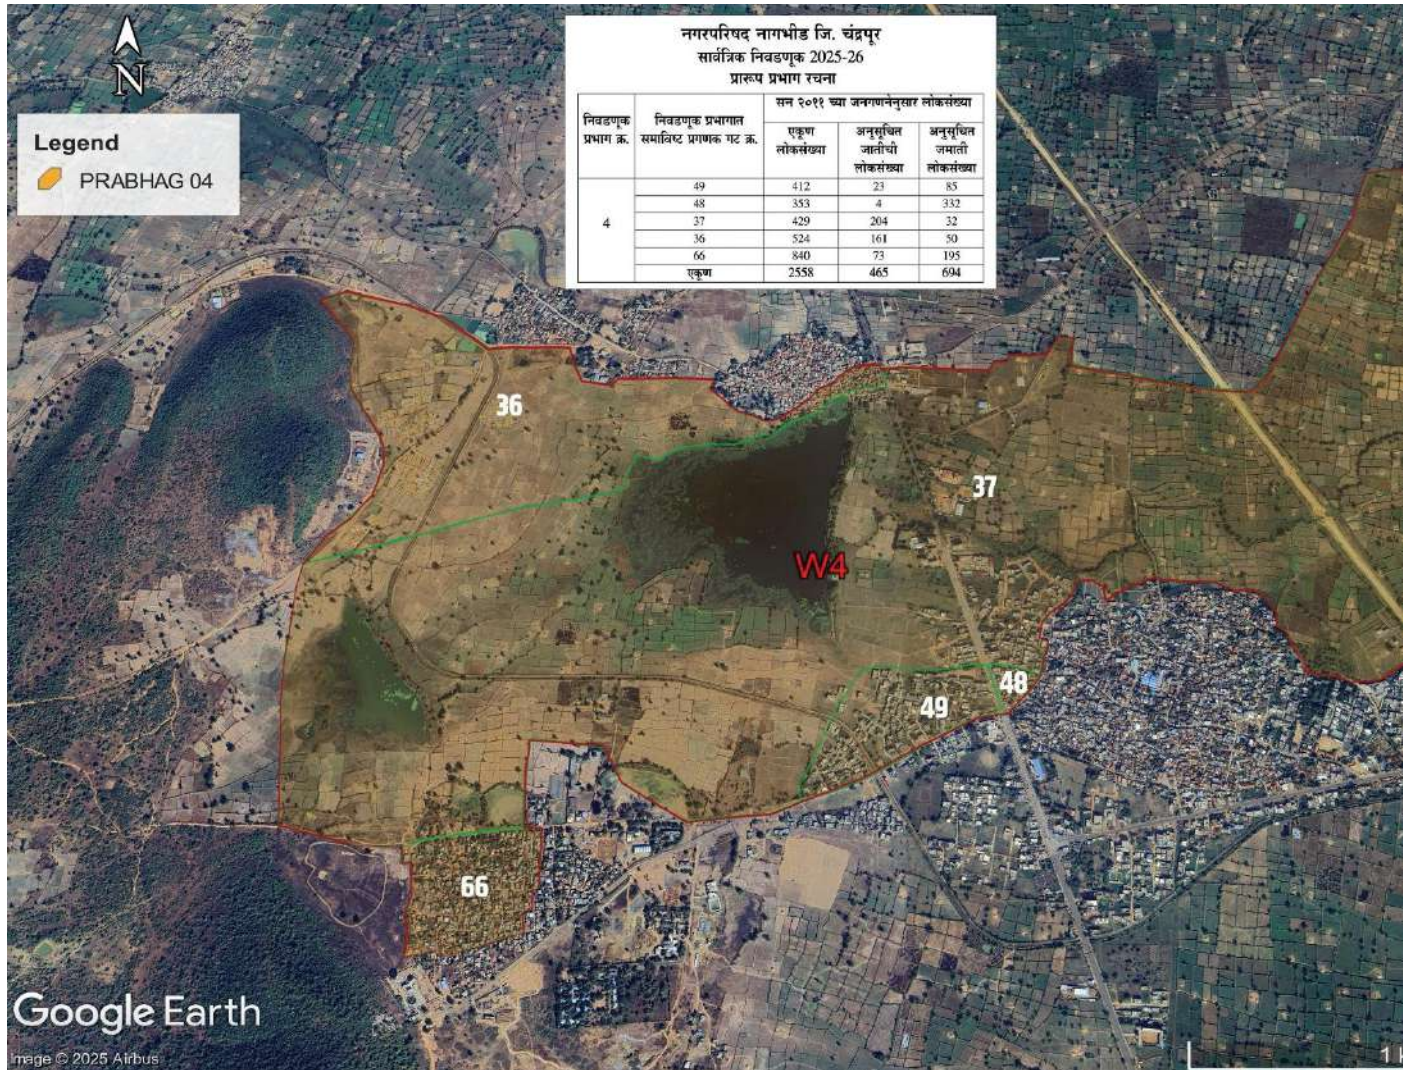 N
Legend
PRABHAG 04
नगरपरिषद नागभीड जि. चंद्रपूर
सार्वत्रिक निवडणूक 2025-26
प्रारूप प्रभाग रचना
निवडणूक प्रभाग क्र.
निवडणूक प्रभागात समाविष्ट प्रगणक गट क्र.
सन २०११ च्या जनगणनेनुसार लोकसंख्या
एकूण लोकसंख्या
अनुसूचित जातीची लोकसंख्या
अनुसूचित जमाती लोकसंख्या
4
49 412 23 85
48 353 4 332
37 429 204 32
36 524 161 50
66 840 73 195
एकूण 2558 465 694
36
37
W4
48
49
66
Google Earth
Image © 2025 Airbus
1 k